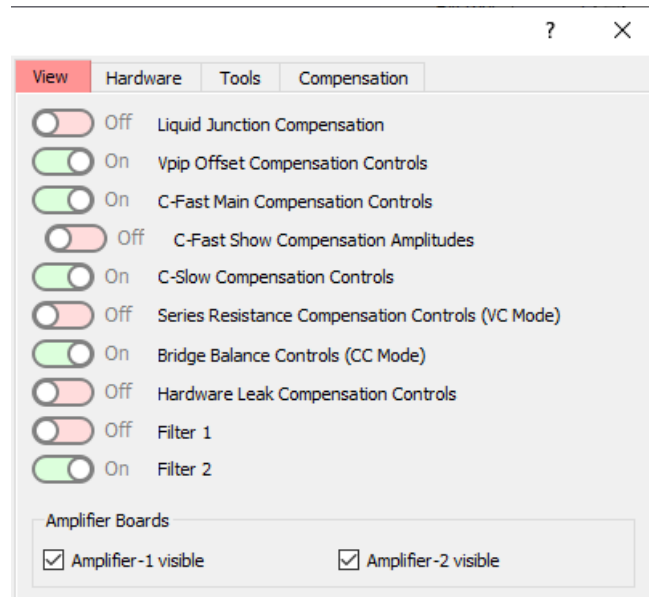 ?
View Hardware Tools Compensation
Off Liquid Junction Compensation
On Vpip Offset Compensation Controls
On C-Fast Main Compensation Controls
Off C-Fast Show Compensation Amplitudes
On C-Slow Compensation Controls
Off Series Resistance Compensation Controls (VC Mode)
On Bridge Balance Controls (CC Mode)
Off Hardware Leak Compensation Controls
Off Filter 1
On Filter 2
Amplifier Boards
Amplifier-1 visible Amplifier-2 visible